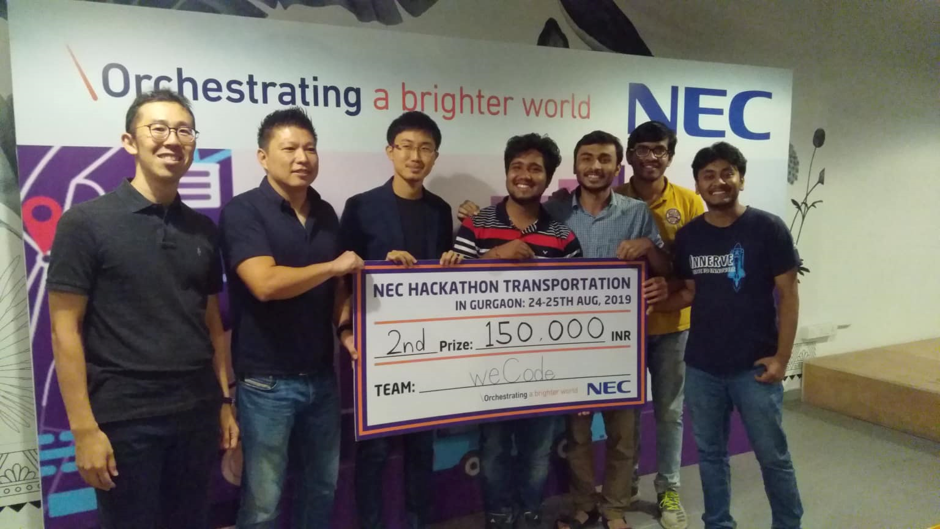 \Orchestrating a brighter world
NEC
INNERVE
NEC HACKATHON TRANSPORTATION
IN GURGAON: 24-25TH AUG, 2019
2nd Prize: 150.000 INR
TEAM: weCode
\Orchestrating a brighter world NEC